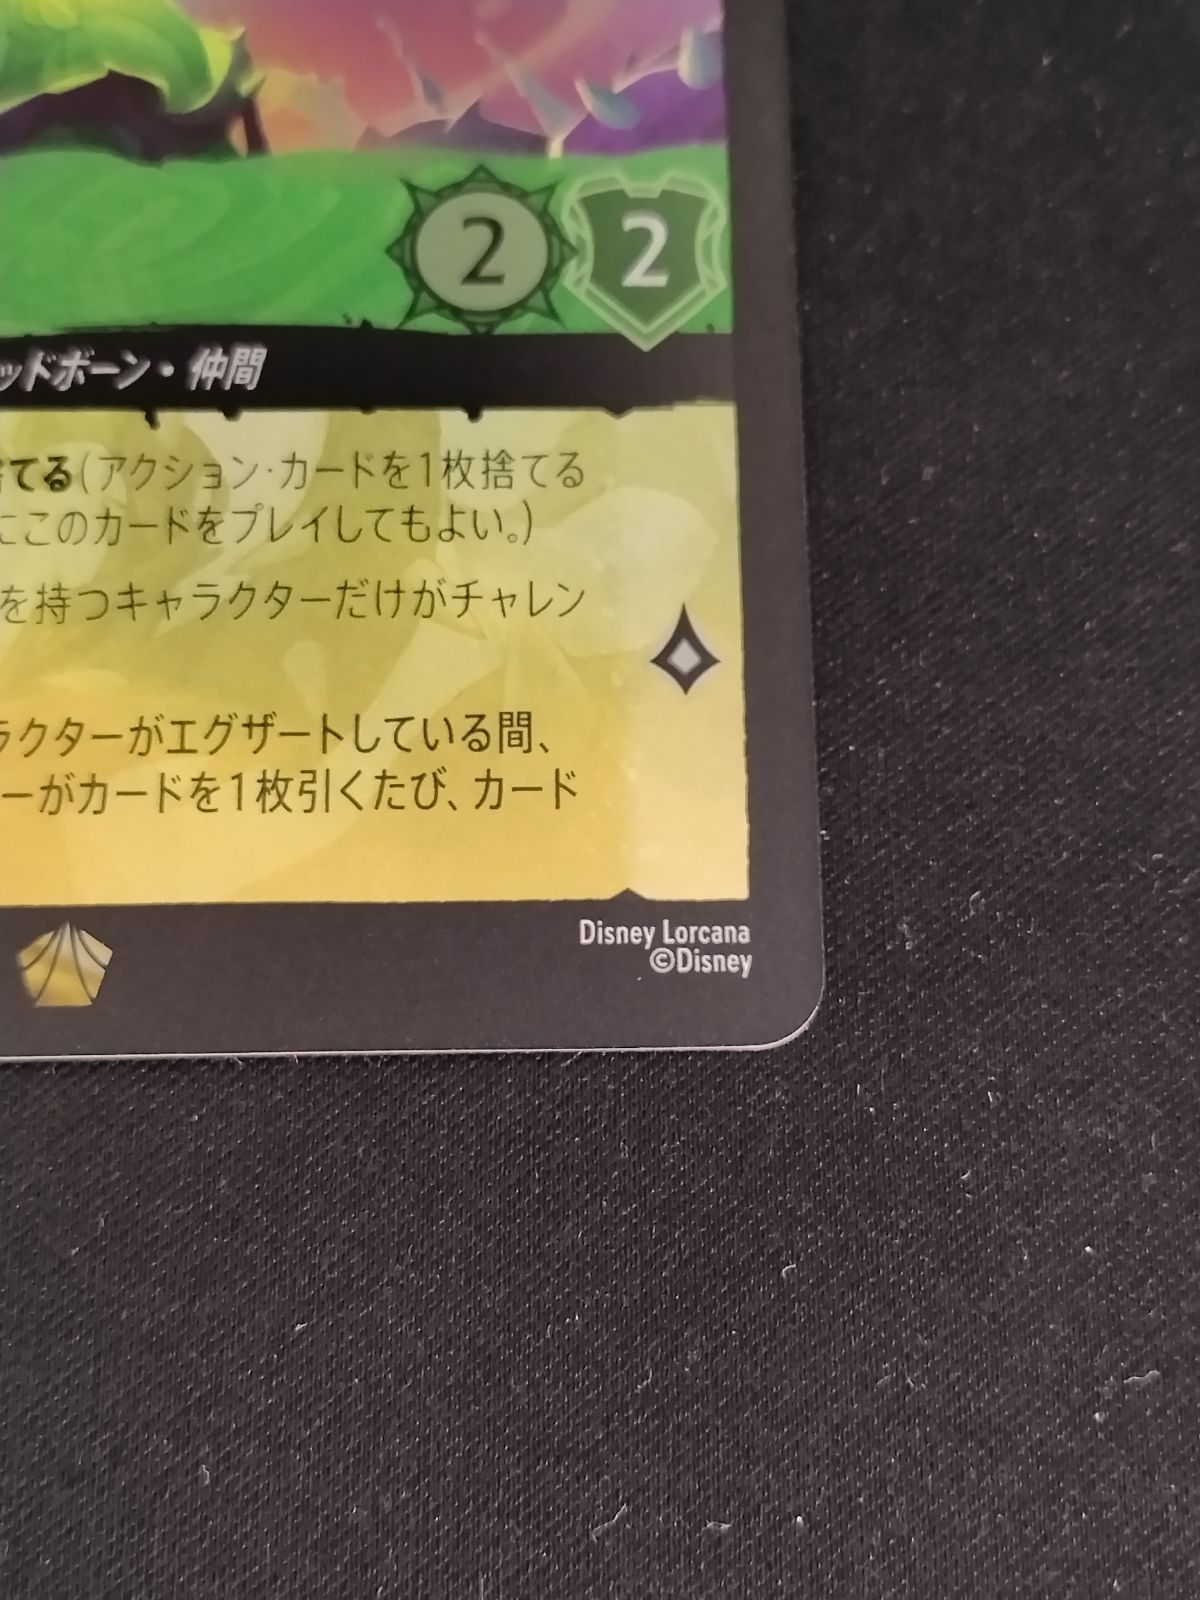 2 2
ッドボーン・仲間
てる(アクション・カードを1枚捨てる
にこのカードをプレイしてもよい。)
を持つキャラクターだけがチャレン
ラクターがエグザートしている間、
ーがカードを1枚引くたび、カード
Disney Lorcana
©Disney